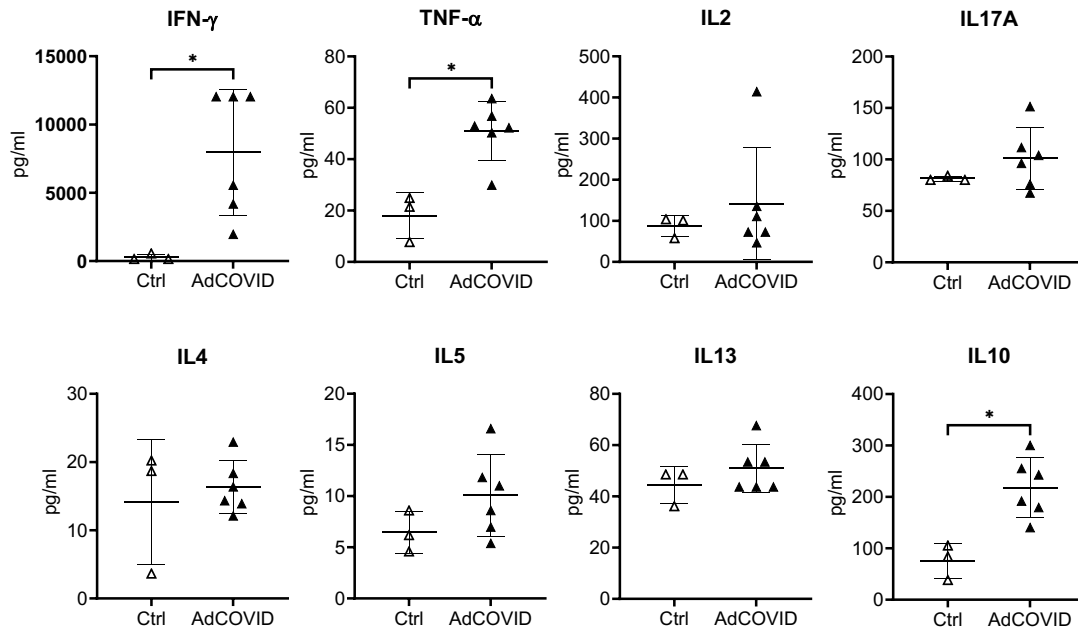 IFN-γ
TNF-α
IL2
IL17A
15000
10000
5000
0
pg/ml
*
Ctrl
AdCOVID
80
60
40
20
0
pg/ml
*
Ctrl
AdCOVID
500
400
300
200
100
0
pg/ml
Ctrl
AdCOVID
200
150
100
50
0
pg/ml
Ctrl
AdCOVID
IL4
IL5
IL13
IL10
30
20
10
0
pg/ml
Ctrl
AdCOVID
20
15
10
5
0
pg/ml
Ctrl
AdCOVID
80
60
40
20
0
pg/ml
Ctrl
AdCOVID
400
300
200
100
0
pg/ml
*
Ctrl
AdCOVID